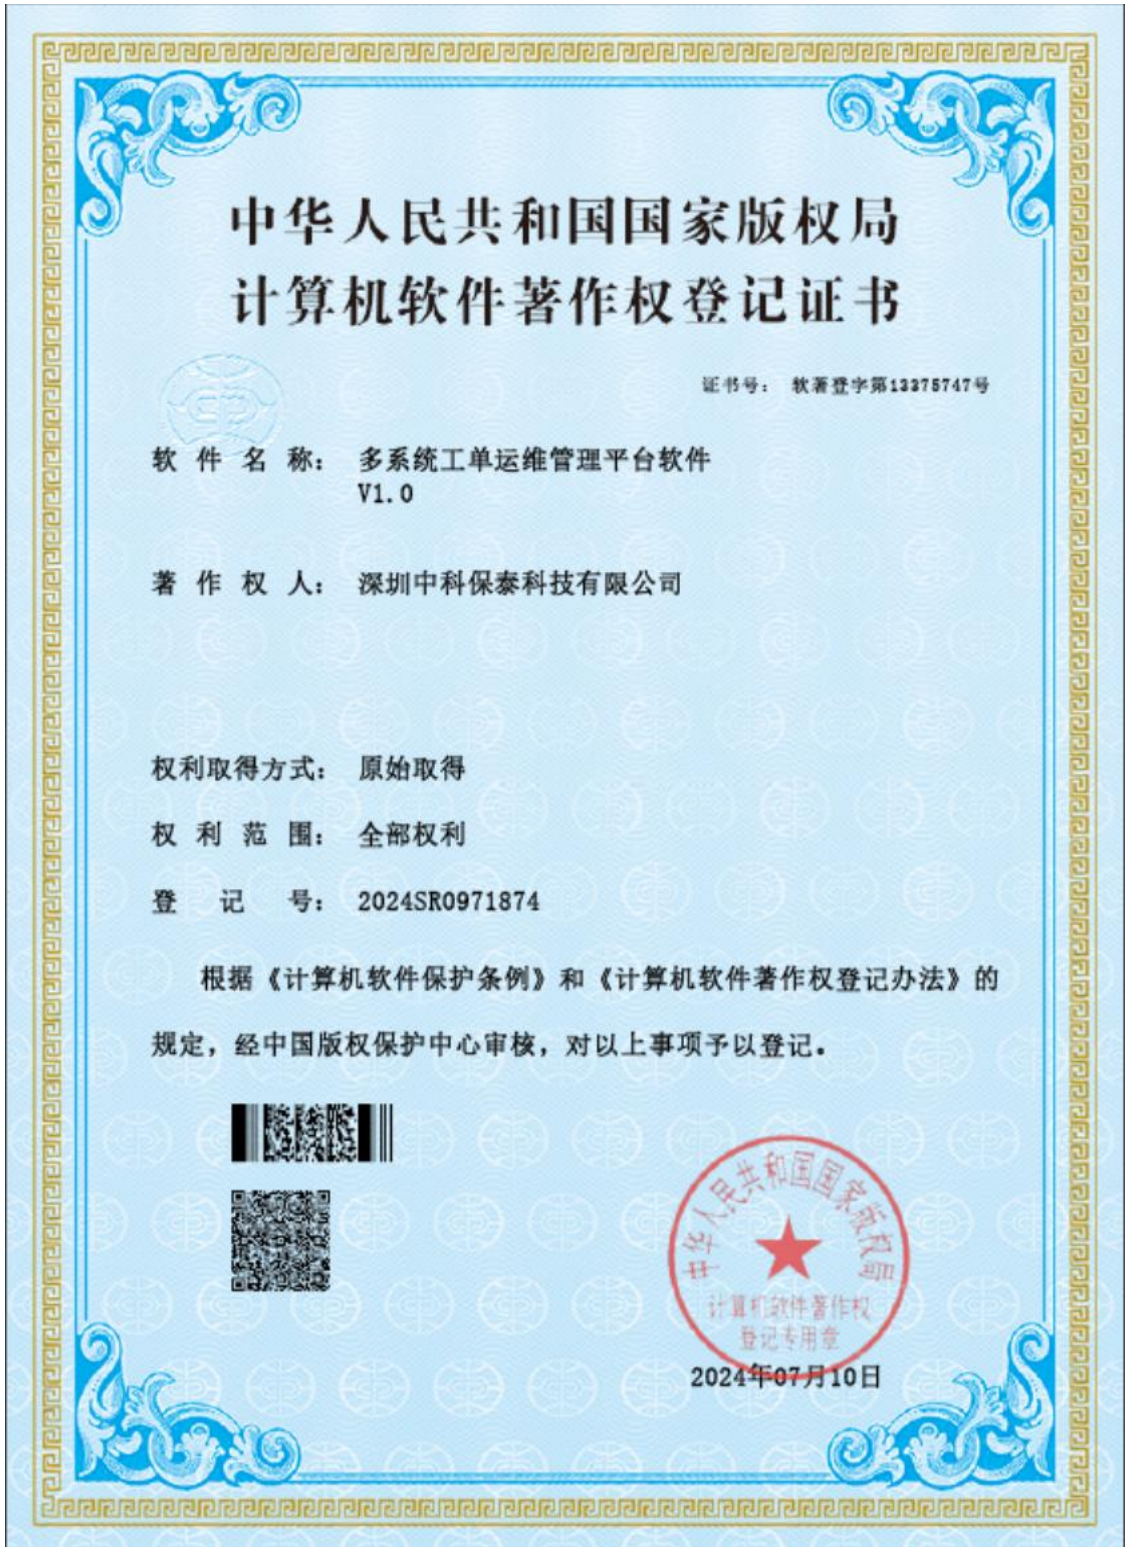 中华人民共和国国家版权局
计算机软件著作权登记证书
证书号： 软著登字第13375747号
软件名称： 多系统工单运维管理平台软件
V1.0
著作权人： 深圳中科保泰科技有限公司
权利取得方式： 原始取得
权利范围： 全部权利
登记号： 2024SR0971874
根据《计算机软件保护条例》和《计算机软件著作权登记办法》的
规定，经中国版权保护中心审核，对以上事项予以登记。
中华人民共和国国家版权局
计算机软件著作权
登记专用章
2024年07月10日